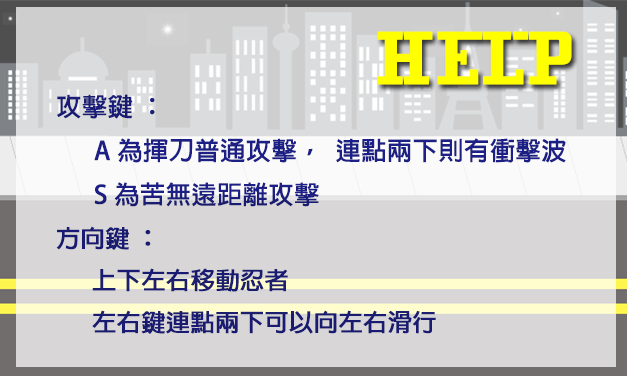 HELP
攻擊鍵：
A 為揮刀普通攻擊， 連點兩下則有衝擊波
S 為苦無遠距離攻擊
方向鍵：
上下左右移動忍者
左右鍵連點兩下可以向左右滑行